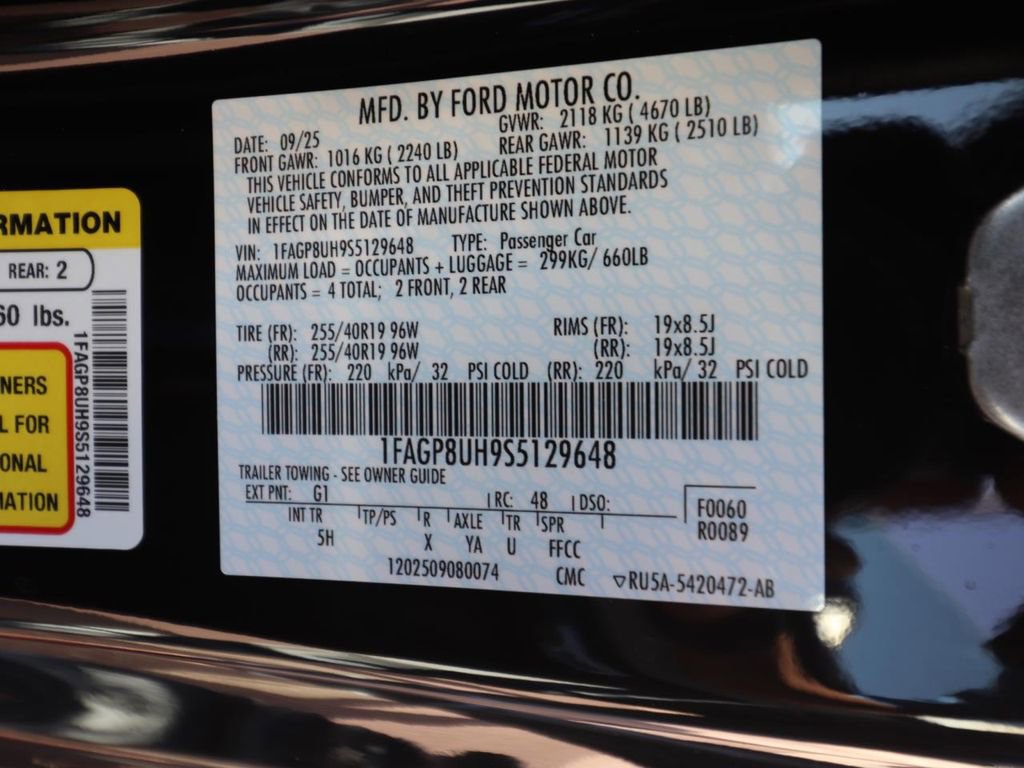 MFD. BY FORD MOTOR CO.
DATE: 09/25
GVWR: 2118 KG ( 4670 LB)
FRONT GAWR: 1016 KG ( 2240 LB)
REAR GAWR: 1139 KG ( 2510 LB)
THIS VEHICLE CONFORMS TO ALL APPLICABLE FEDERAL MOTOR
VEHICLE SAFETY, BUMPER, AND THEFT PREVENTION STANDARDS
IN EFFECT ON THE DATE OF MANUFACTURE SHOWN ABOVE.
VIN: 1FAGP8UH9S5129648 TYPE: Passenger Car
MAXIMUM LOAD = OCCUPANTS + LUGGAGE = 299KG/ 660LB
OCCUPANTS = 4 TOTAL; 2 FRONT, 2 REAR
TIRE (FR): 255/40R19 96W RIMS (FR): 19x8.5J
(RR): 255/40R19 96W (RR): 19x8.5J
PRESSURE (FR): 220 kPa/ 32 PSI COLD (RR): 220 kPa/ 32 PSI COLD
1FAGP8UH9S5129648
TRAILER TOWING - SEE OWNER GUIDE
EXT PNT: G1 RC: 48 DSO:
F0060
R0089
INT TR TP/PS R AXLE TR SPR
5H X YA U FFCC
1202509080074 CMC ▽RU5A-5420472-AB
RMATION
REAR: 2
60 lbs.
NERS
L FOR
ONAL
MATION
1FAGP8UH9S5129648